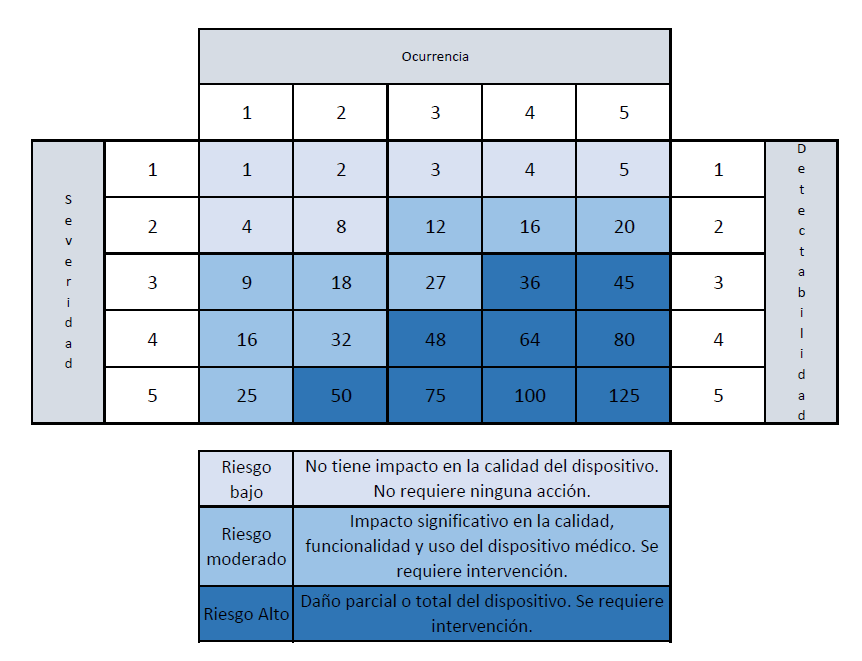 Ocurrencia
1 2 3 4 5
Severidad
Detectabilidad
1 1 2 3 4 5 1
2 4 8 12 16 20 2
3 9 18 27 36 45 3
4 16 32 48 64 80 4
5 25 50 75 100 125 5
Riesgo
bajo
No tiene impacto en la calidad del dispositivo.
No requiere ninguna acción.
Riesgo
moderado
Impacto significativo en la calidad,
funcionalidad y uso del dispositivo médico. Se
requiere intervención.
Riesgo Alto
Daño parcial o total del dispositivo. Se requiere
intervención.